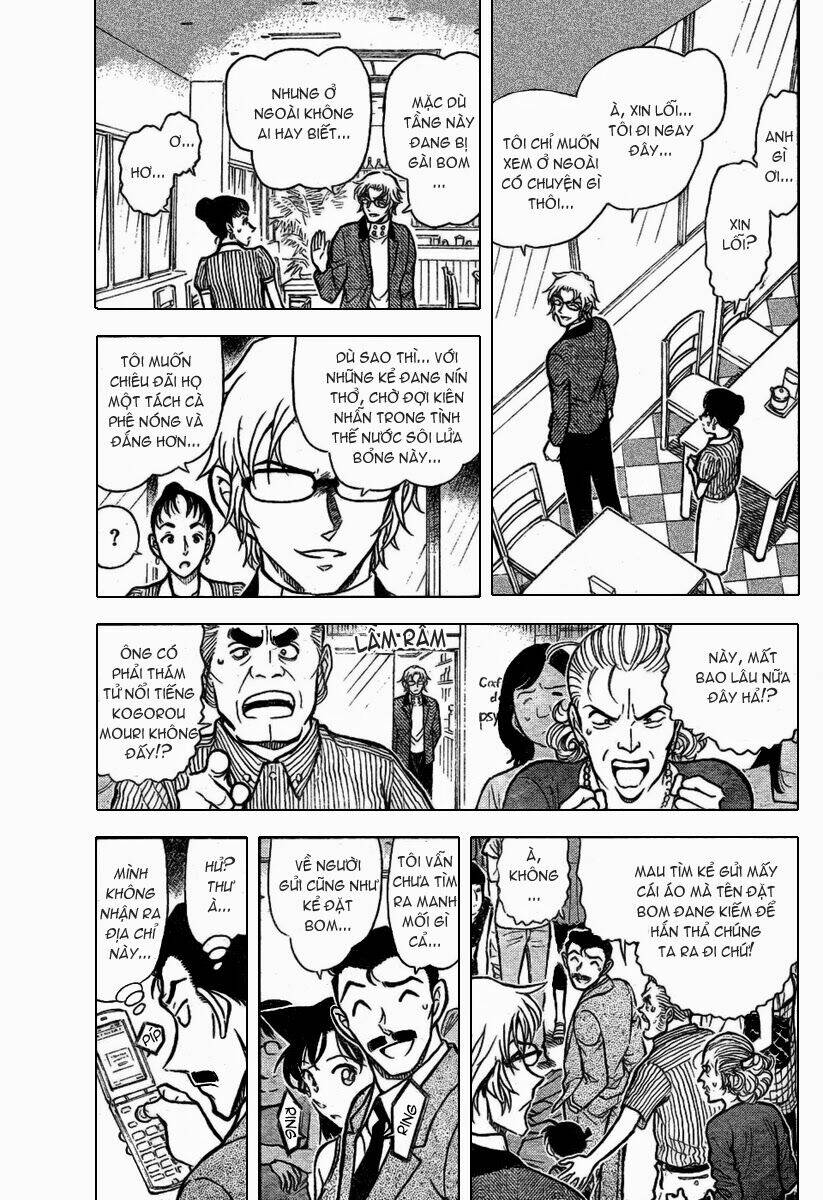 ANH
GÌ
ƠI...
XIN
LỖI?
À, XIN LỖI...
TÔI ĐI NGAY
ĐÂY...
TÔI CHỈ MUỐN
XEM Ở NGOÀI
CÓ CHUYỆN GÌ
THÔI...
MẶC DÙ
TẦNG NÀY
ĐANG BỊ
GÀI BOM
...
NHƯNG Ở
NGOÀI KHÔNG
AI HAY BIẾT...
Ơ...
HƠ...
DÙ SAO THÌ... VỚI
NHỮNG KẺ ĐANG NÍN
THỞ, CHỜ ĐỢI KIÊN
NHẪN TRONG TÌNH
THẾ NƯỚC SÔI LỬA
BỎNG NÀY...
TÔI MUỐN
CHIÊU ĐÃI HỌ
MỘT TÁCH CÀ
PHÊ NÓNG VÀ
ĐẮNG HƠN...
?
NÀY, MẤT
BAO LÂU NỮA
ĐÂY HẢ!?
Caf
d
psy
LÀM RẦM
ÔNG CÓ
PHẢI THÁM
TỬ NỔI TIẾNG
KOGOROU
MOURI KHÔNG
ĐẤY!?
MAU TÌM KẺ GỬI MẤY
CÁI ÁO MÀ TÊN ĐẶT
BOM ĐANG KIẾM ĐỂ
HẮN THẢ CHÚNG
TA RA ĐI CHỨ!
À,
KHÔNG
...
TÔI VẪN
CHƯA TÌM
RA MANH
MỐI GÌ
CẢ...
VỀ NGƯỜI
GỬI CŨNG NHƯ
KẺ ĐẶT
BOM...
RING
RING
HỬ?
THƯ
À...
MÌNH
KHÔNG
NHẬN RA
ĐỊA CHỈ
NÀY...
PIP